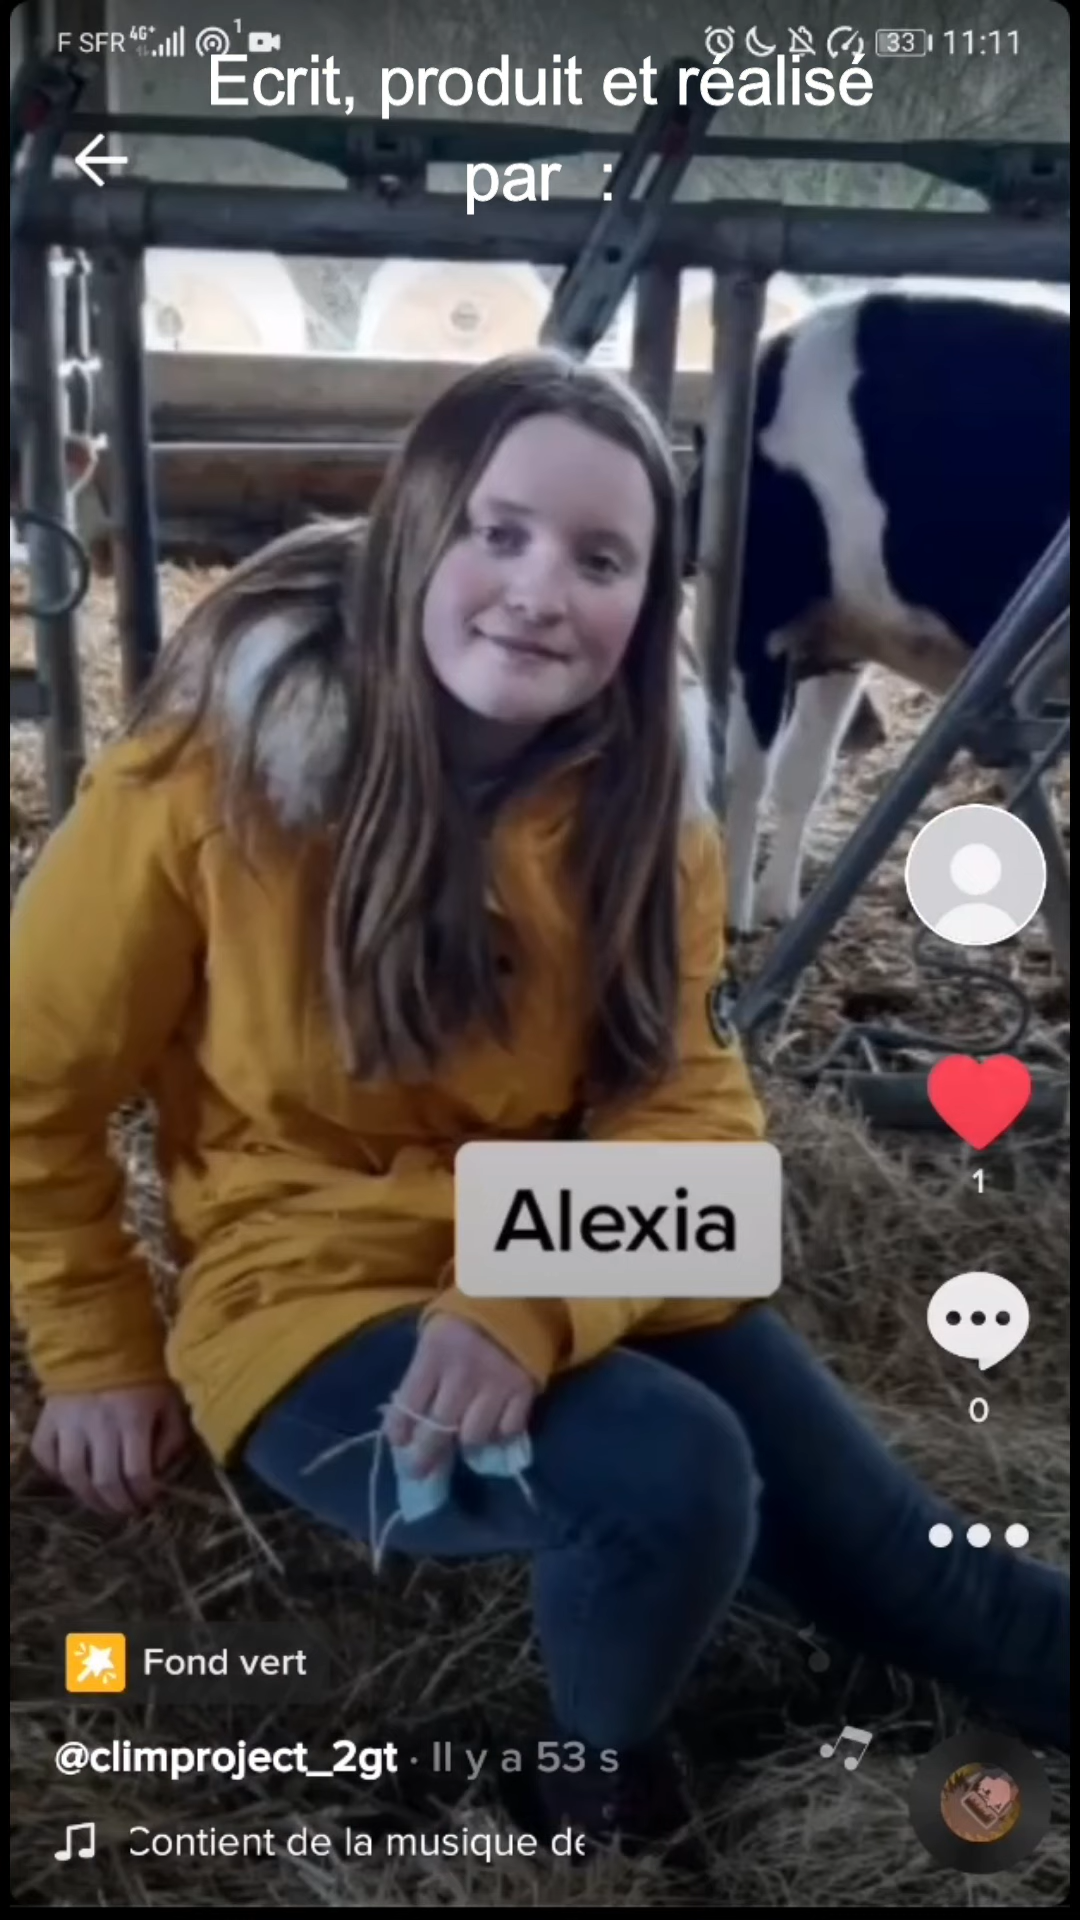 F SFR 4G+ 1 33 11:11
Ecrit, produit et réalisé
par :
Alexia
1
0
Fond vert
@climproject_2gt · Il y a 53 s
Contient de la musique de